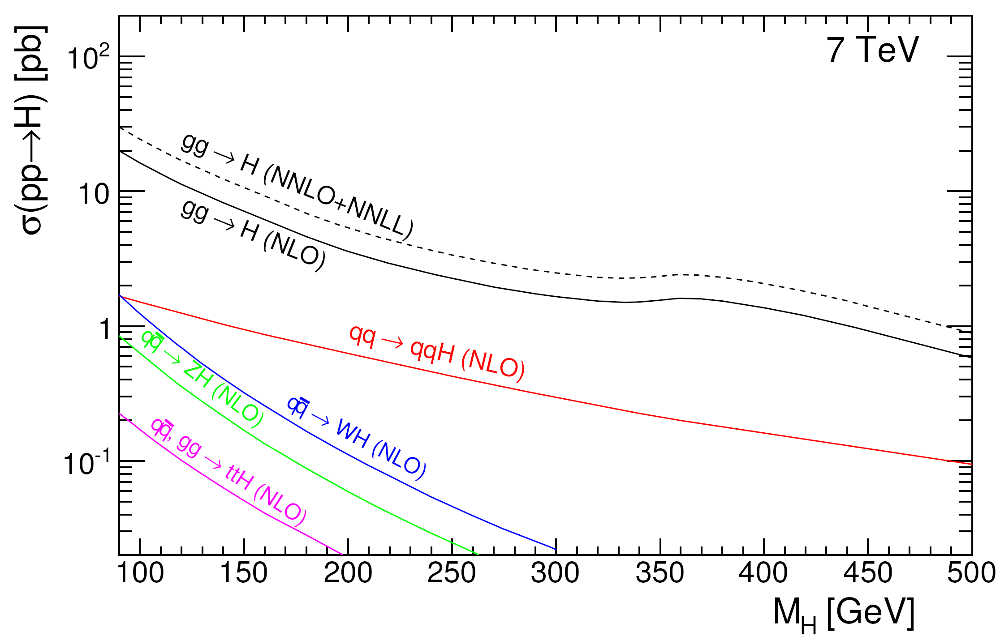 σ(pp→H) [pb]
7 TeV
10²
10
1
10⁻¹
gg → H (NNLO+NNLL)
gg → H (NLO)
qq → qqH (NLO)
qq̅ → ZH (NLO)
qq̅ → WH (NLO)
qq̅, gg → ttH (NLO)
100 150 200 250 300 350 400 450 500
M_H [GeV]